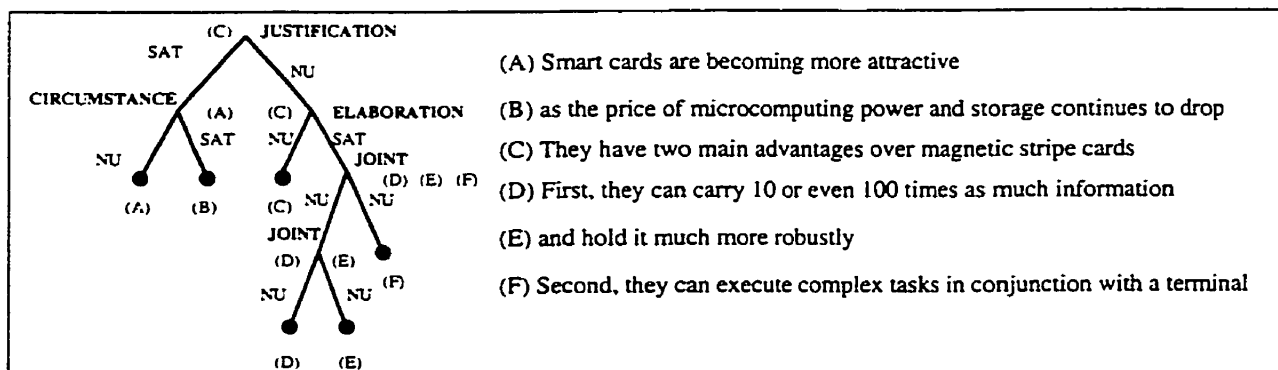 (C) JUSTIFICATION
SAT
NU
CIRCUMSTANCE (A) (C) ELABORATION
NU SAT NU SAT
JOINT
(D) (E) (F)
(A) (B) (C) NU NU
JOINT
(D) (E) (F)
NU NU
(D) (E)
(A) Smart cards are becoming more attractive
(B) as the price of microcomputing power and storage continues to drop
(C) They have two main advantages over magnetic stripe cards
(D) First, they can carry 10 or even 100 times as much information
(E) and hold it much more robustly
(F) Second, they can execute complex tasks in conjunction with a terminal